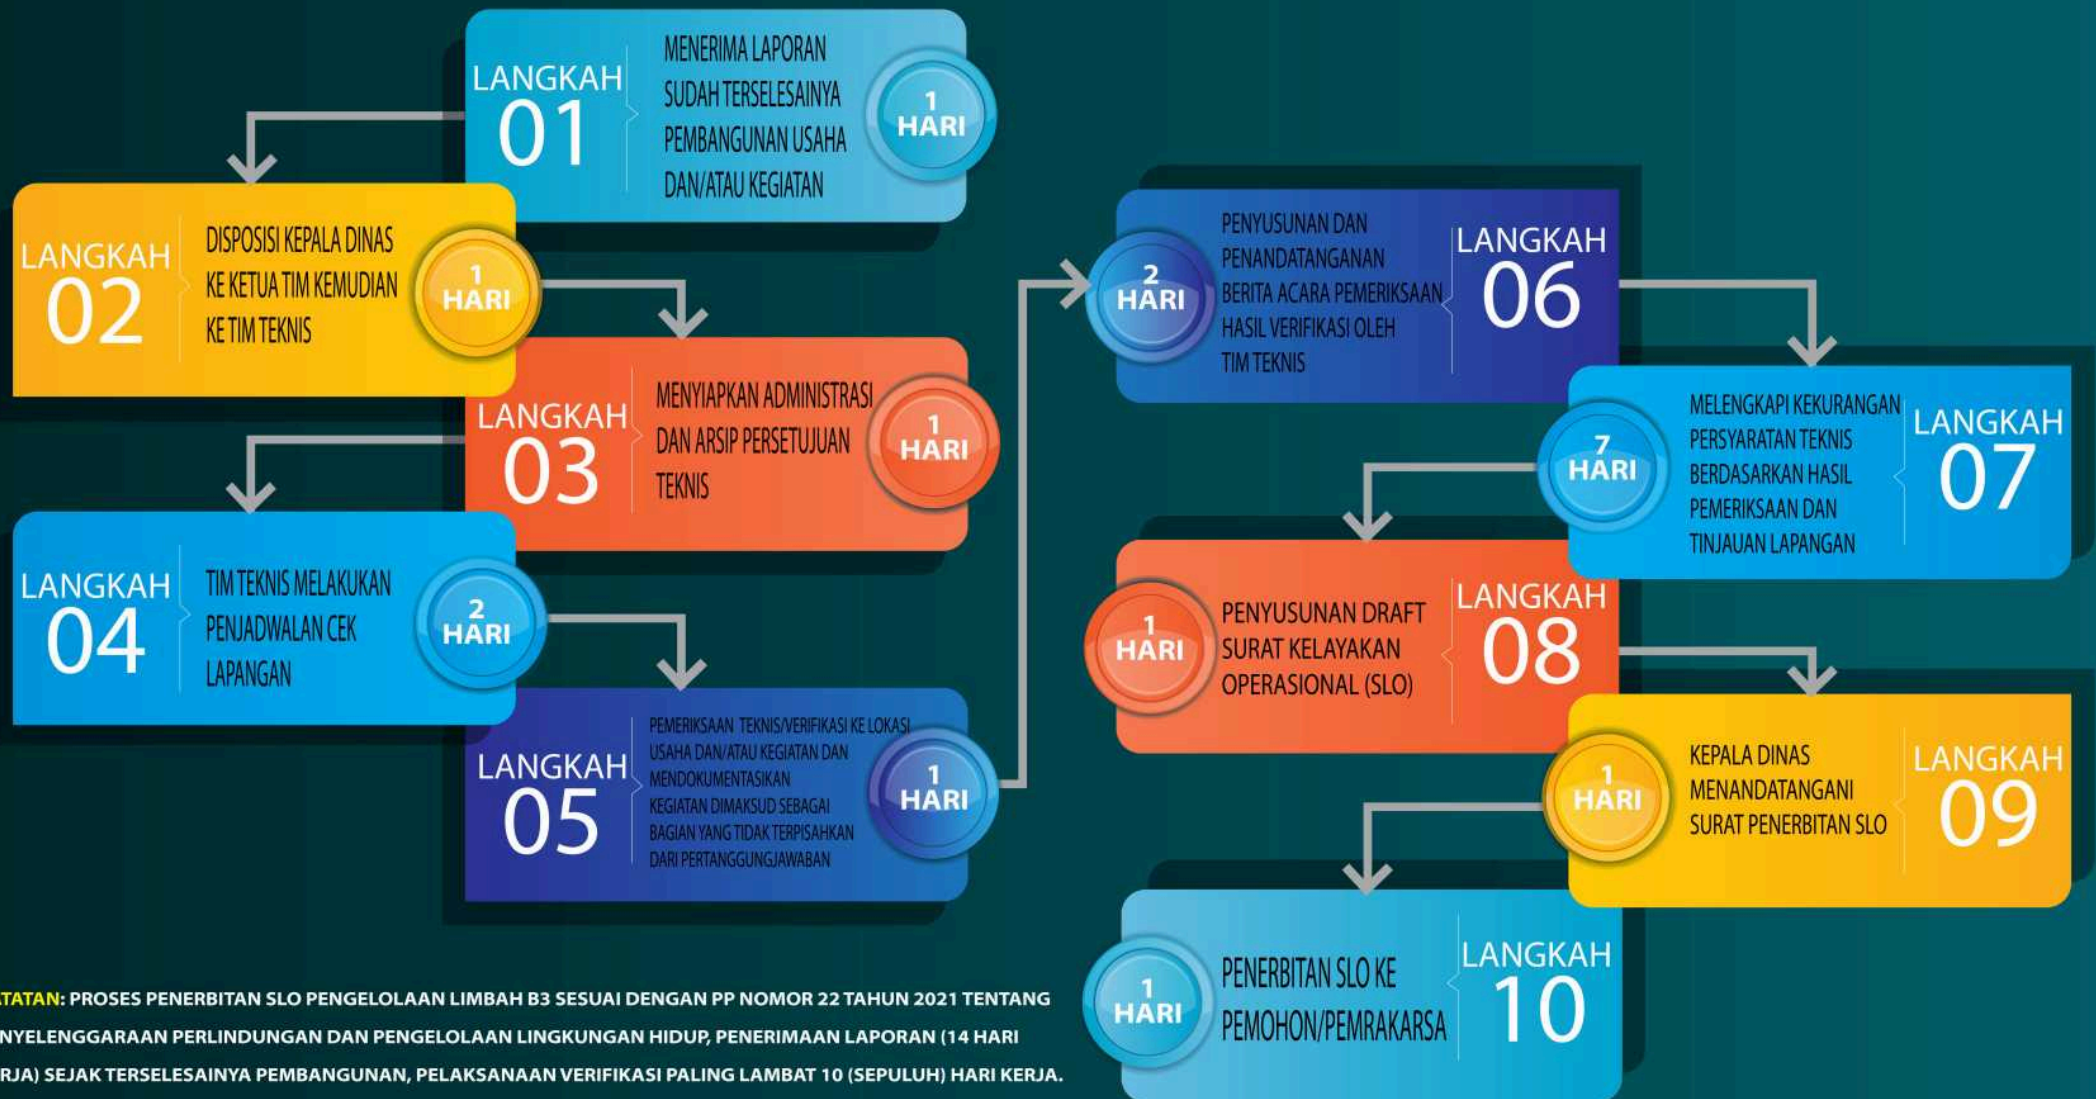 LANGKAH
01
MENERIMA LAPORAN
SUDAH TERSELESAINYA
PEMBANGUNAN USAHA
DAN/ATAU KEGIATAN
1
HARI
LANGKAH
02
DISPOSISI KEPALA DINAS
KE KETUA TIM KEMUDIAN
KE TIM TEKNIS
1
HARI
LANGKAH
03
MENYIAPKAN ADMINISTRASI
DAN ARSIP PERSETUJUAN
TEKNIS
1
HARI
LANGKAH
04
TIM TEKNIS MELAKUKAN
PENJADWALAN CEK
LAPANGAN
2
HARI
LANGKAH
05
PEMERIKSAAN TEKNIS/VERIFIKASI KE LOKASI
USAHA DAN/ATAU KEGIATAN DAN
MENDOKUMENTASIKAN
KEGIATAN DIMAKSUD SEBAGAI
BAGIAN YANG TIDAK TERPISAHKAN
DARI PERTANGGUNGJAWABAN
1
HARI
2
HARI
PENYUSUNAN DAN
PENANDATANGANAN
BERITA ACARA PEMERIKSAAN
HASIL VERIFIKASI OLEH
TIM TEKNIS
LANGKAH
06
7
HARI
MELENGKAPI KEKURANGAN
PERSYARATAN TEKNIS
BERDASARKAN HASIL
PEMERIKSAAN DAN
TINJAUAN LAPANGAN
LANGKAH
07
1
HARI
PENYUSUNAN DRAFT
SURAT KELAYAKAN
OPERASIONAL (SLO)
LANGKAH
08
1
HARI
KEPALA DINAS
MENANDATANGANI
SURAT PENERBITAN SLO
LANGKAH
09
1
HARI
PENERBITAN SLO KE
PEMOHON/PEMRAKARSA
LANGKAH
10
ATATAN: PROSES PENERBITAN SLO PENGELOLAAN LIMBAH B3 SESUAI DENGAN PP NOMOR 22 TAHUN 2021 TENTANG
NYELENGGARAAN PERLINDUNGAN DAN PENGELOLAAN LINGKUNGAN HIDUP, PENERIMAAN LAPORAN (14 HARI
RJA) SEJAK TERSELESAINYA PEMBANGUNAN, PELAKSANAAN VERIFIKASI PALING LAMBAT 10 (SEPULUH) HARI KERJA.